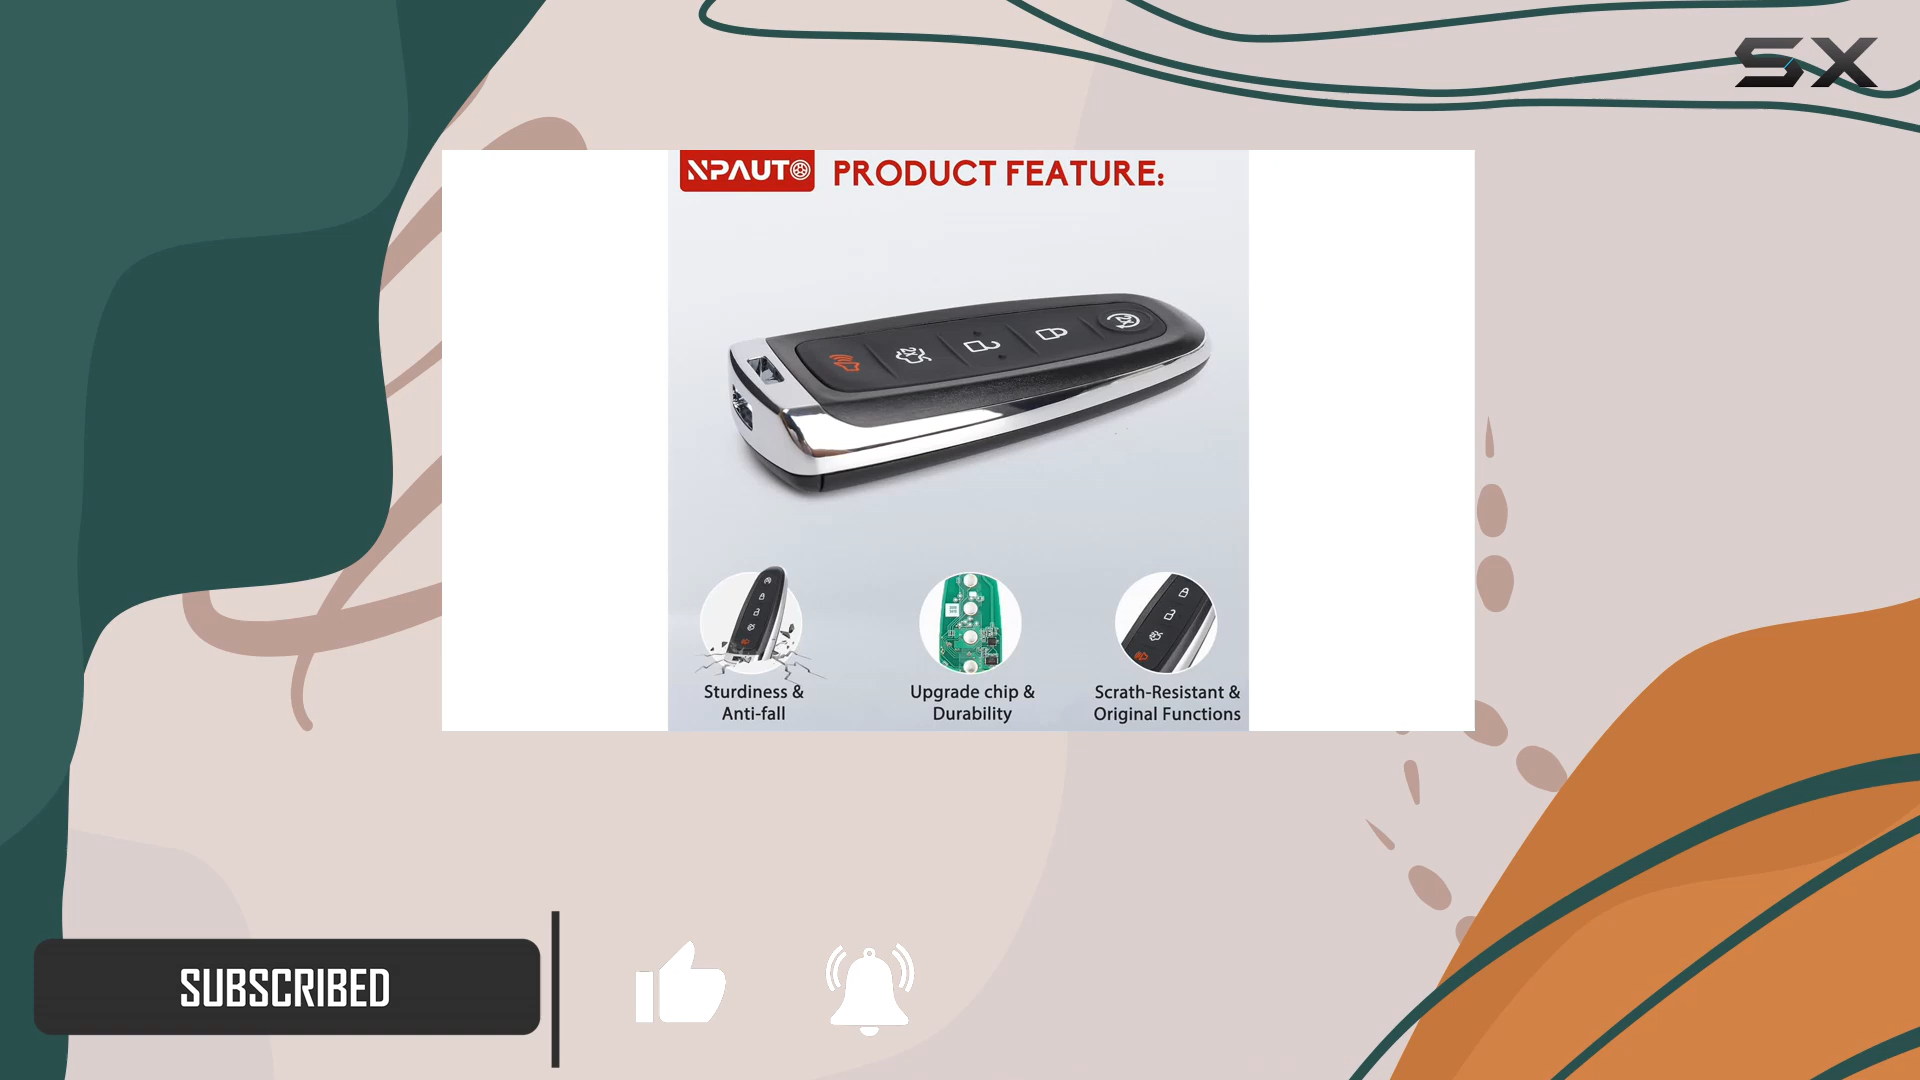 SX
NPAUTO PRODUCT FEATURE:
Sturdiness &
Anti-fall
Upgrade chip &
Durability
Scrath-Resistant &
Original Functions
SUBSCRIBED